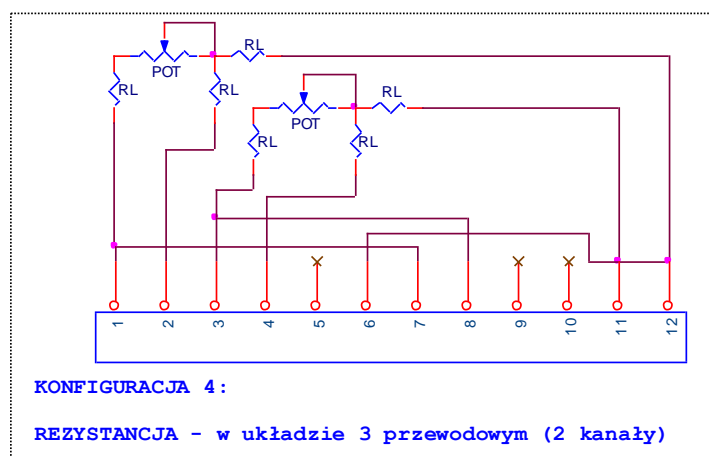 RL
POT
RL
RL
RL
POT
RL
RL
1 2 3 4 5 6 7 8 9 10 11 12
KONFIGURACJA 4:
REZYSTANCJA - w układzie 3 przewodowym (2 kanały)